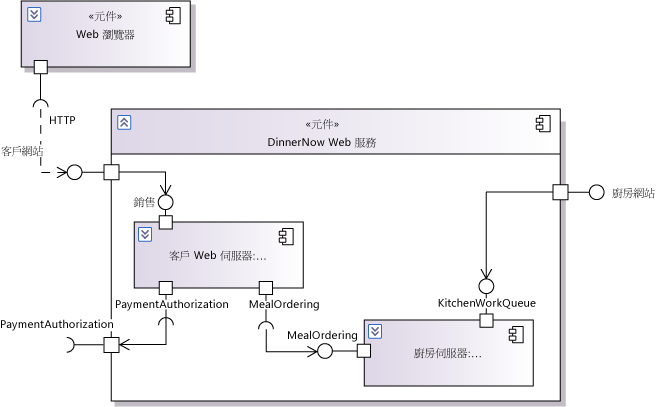 «元件»
Web 瀏覽器
HTTP
客戶網站
«元件»
DinnerNow Web 服務
銷售
廚房網站
客戶 Web 伺服器:...
PaymentAuthorization
MealOrdering
KitchenWorkQueue
PaymentAuthorization
MealOrdering
廚房伺服器:...